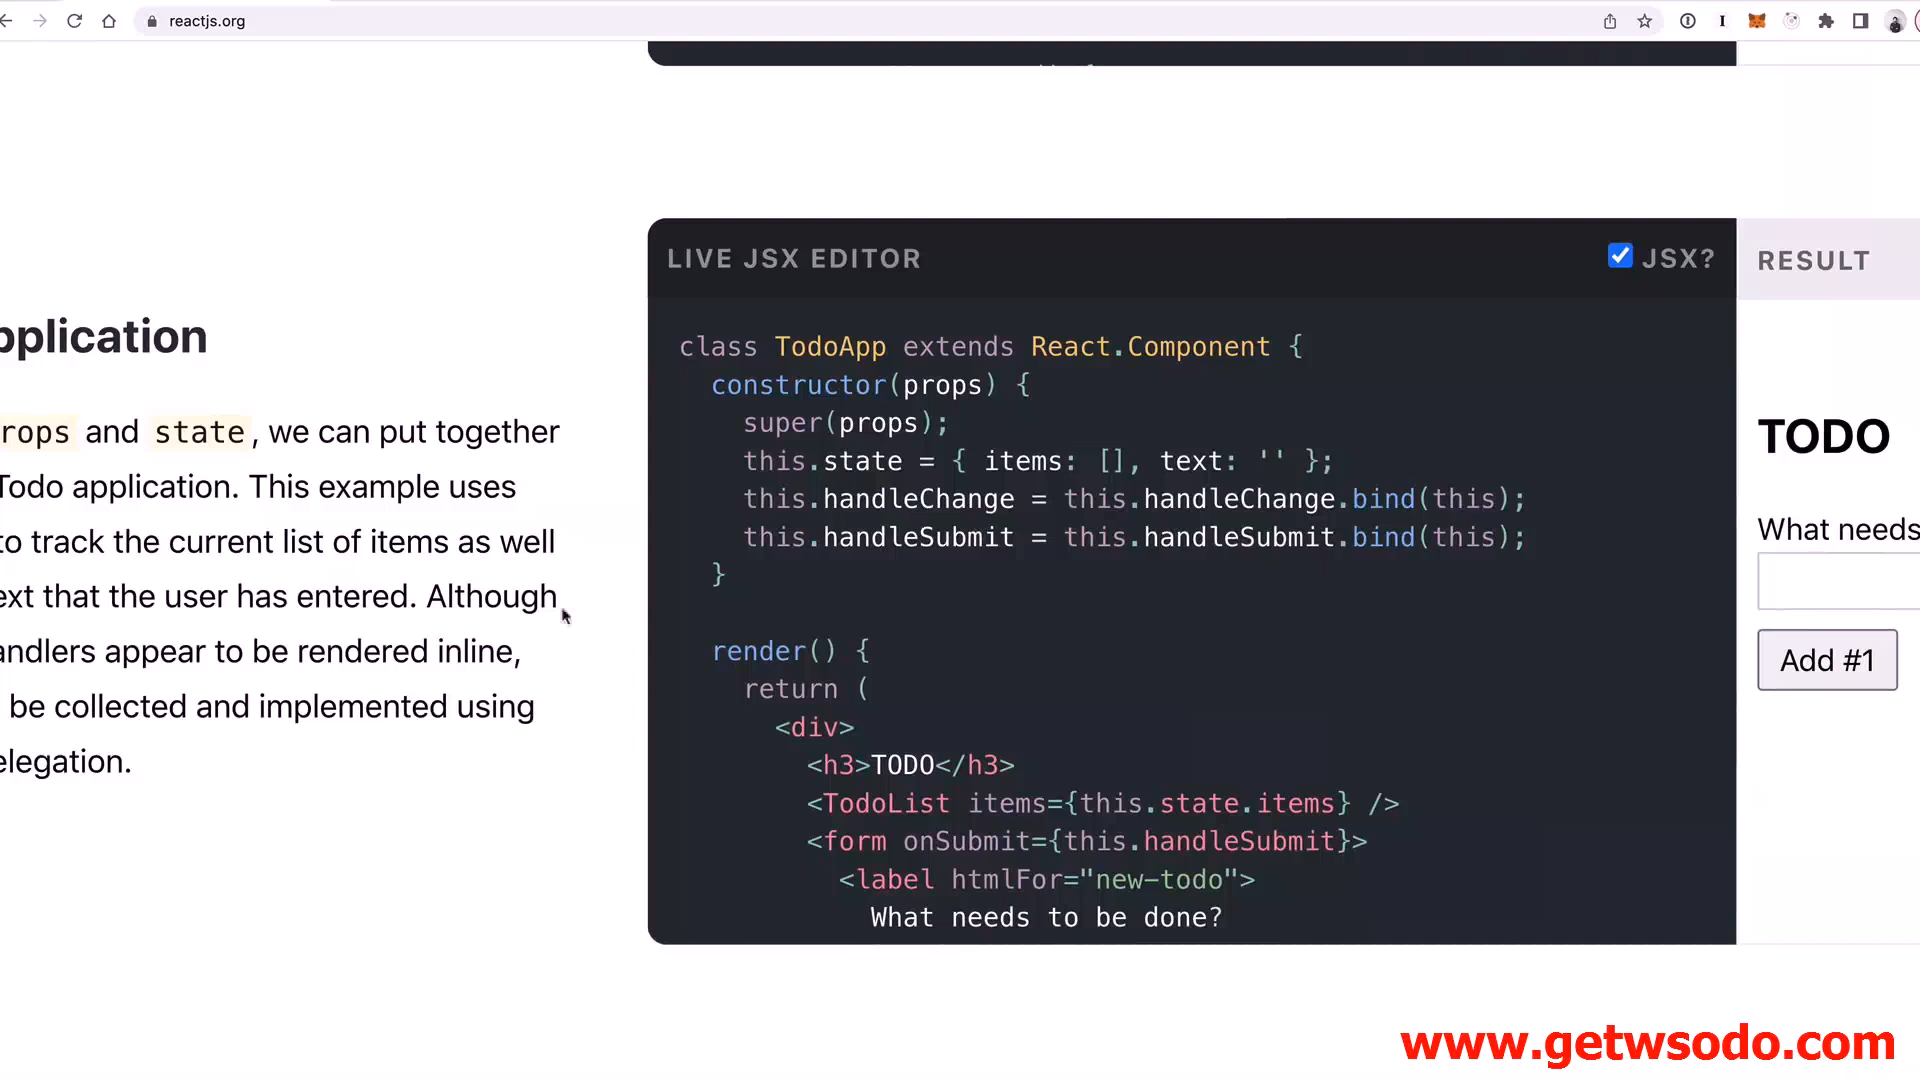 reactjs.org
LIVE JSX EDITOR
JSX?
RESULT
pplication
rops and state, we can put together
Todo application. This example uses
to track the current list of items as well
ext that the user has entered. Although
andlers appear to be rendered inline,
be collected and implemented using
elegation.
class TodoApp extends React.Component {
constructor(props) {
super(props);
this.state = { items: [], text: '' };
this.handleChange = this.handleChange.bind(this);
this.handleSubmit = this.handleSubmit.bind(this);
}
render() {
return (
<div>
<h3>TODO</h3>
<TodoList items={this.state.items} />
<form onSubmit={this.handleSubmit}>
<label htmlFor="new-todo">
What needs to be done?
TODO
What needs
Add #1
www.getwsodo.com